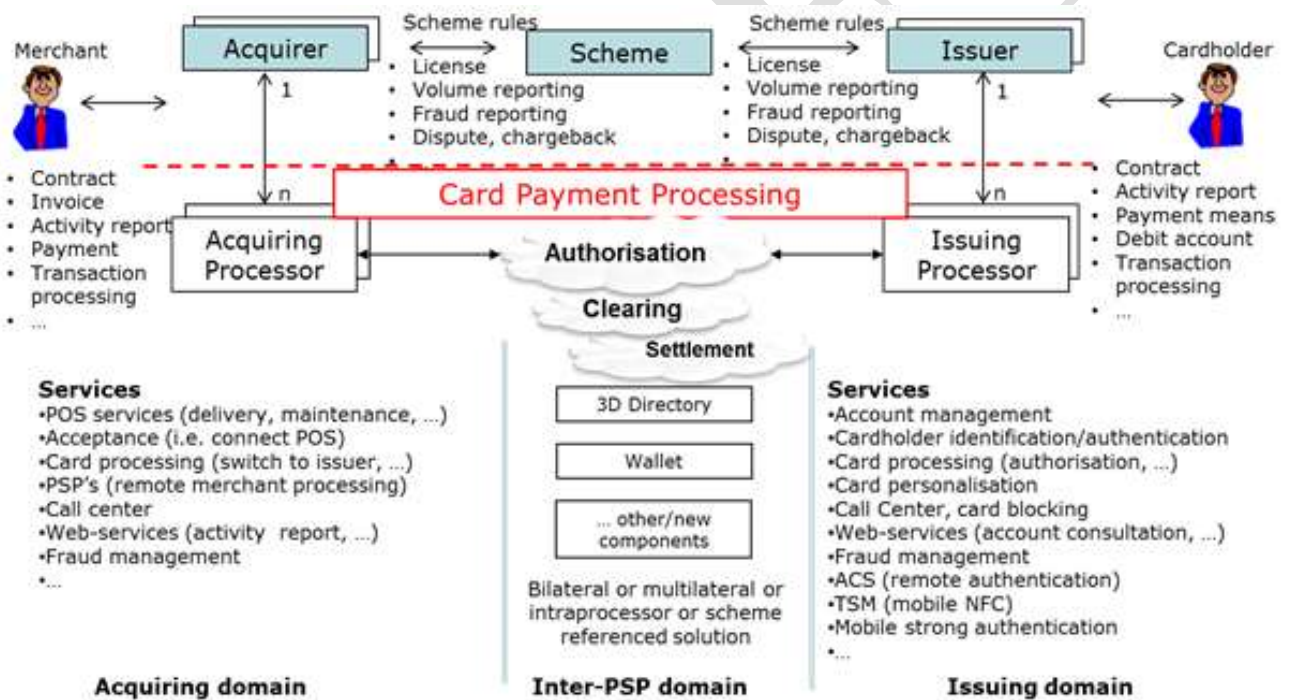 Merchant
Acquirer
Scheme rules
Scheme
Scheme rules
Issuer
Cardholder
1
• License
• Volume reporting
• Fraud reporting
• Dispute, chargeback
•
• License
• Volume reporting
• Fraud reporting
• Dispute, chargeback
•
1
• Contract
• Invoice
• Activity report
• Payment
• Transaction
processing
• ...
n
Card Payment Processing
n
• Contract
• Activity report
• Payment means
• Debit account
• Transaction
processing
• ...
Acquiring
Processor
Authorisation
Issuing
Processor
Clearing
Settlement
Services
•POS services (delivery, maintenance, ...)
•Acceptance (i.e. connect POS)
•Card processing (switch to issuer, ...)
•PSP's (remote merchant processing)
•Call center
•Web-services (activity report, ...)
•Fraud management
•...
3D Directory
Wallet
... other/new
components
Bilateral or multilateral or
intraprocessor or scheme
referenced solution
Services
•Account management
•Cardholder identification/authentication
•Card processing (authorisation, ...)
•Card personalisation
•Call Center, card blocking
•Web-services (account consultation, ...)
•Fraud management
•ACS (remote authentication)
•TSM (mobile NFC)
•Mobile strong authentication
•...
Acquiring domain
Inter-PSP domain
Issuing domain